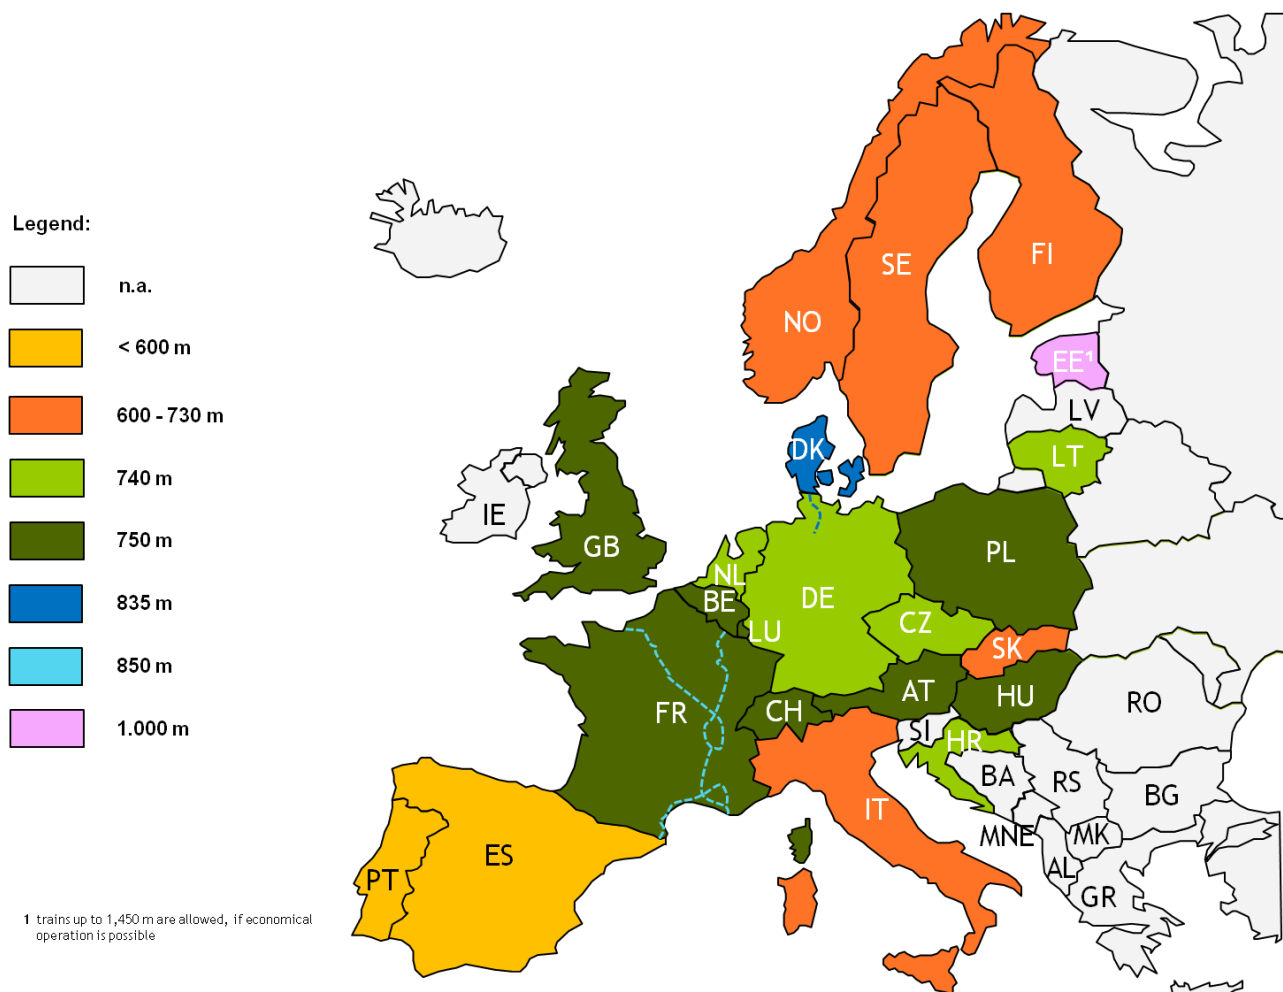 Legend:
n.a.
< 600 m
600 - 730 m
740 m
750 m
835 m
850 m
1.000 m
1 trains up to 1,450 m are allowed, if economical
operation is possible
FI
SE
NO
EE¹
LV
DK
LT
IE
GB
PL
NL
DE
BE
CZ
LU
SK
AT
HU
RO
FR
CH
SI
HR
BA
RS
BG
IT
MNE
MK
ES
AL
PT
GR